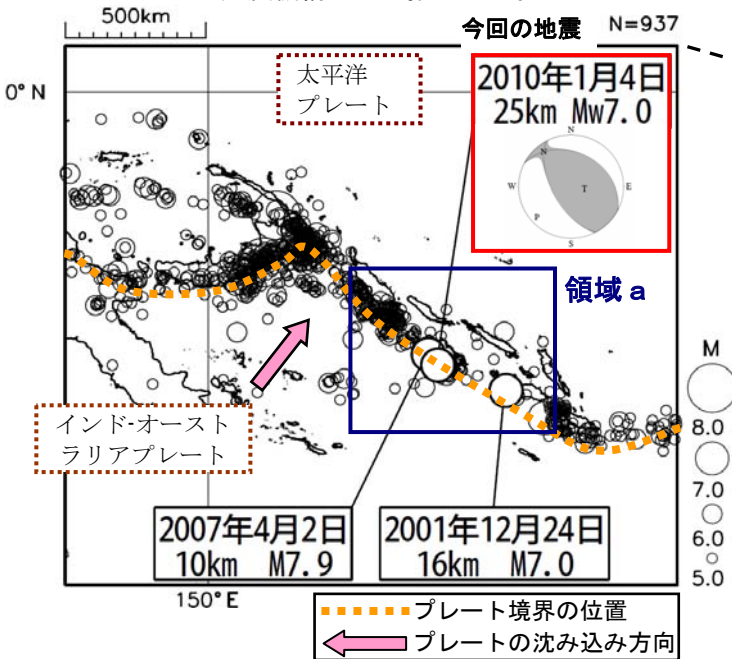 500km
今回の地震 N=937
0°N
太平洋
プレート
2010年1月4日
25km Mw7.0
N
N
W
T
E
P
S
領域 a
インド-オースト
ラリアプレート
M
8.0
7.0
6.0
5.0
2007年4月2日
10km M7.9
2001年12月24日
16km M7.0
150°E
プレート境界の位置
プレートの沈み込み方向